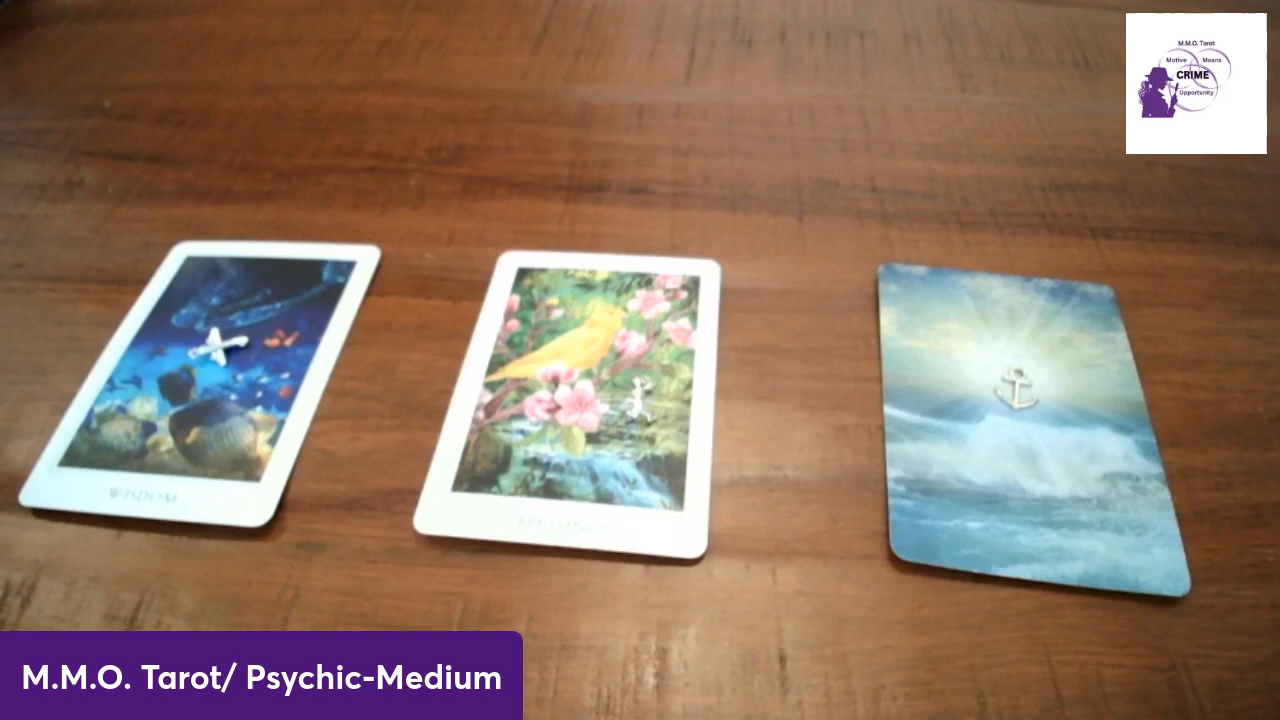 M.M.O. Tarot
Motive Means
CRIME
Opportunity
WISDOM
M.M.O. Tarot/ Psychic-Medium